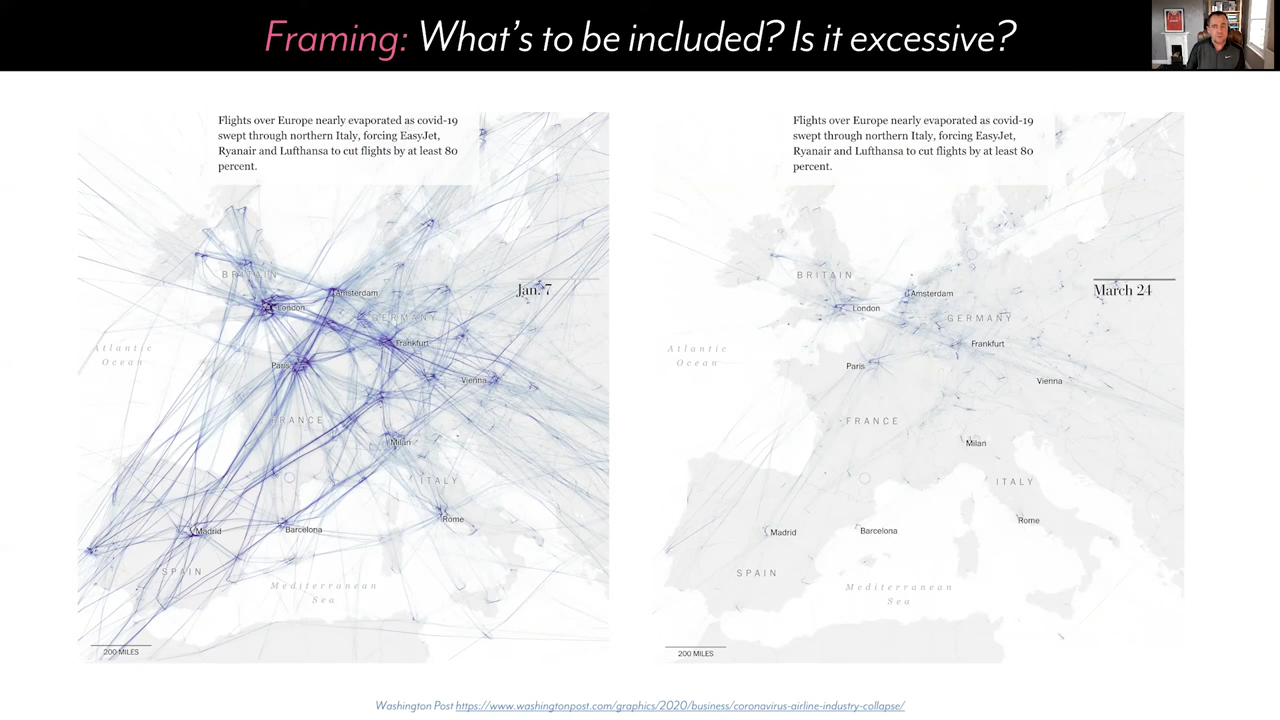 Framing: What's to be included? Is it excessive?
Flights over Europe nearly evaporated as covid-19
swept through northern Italy, forcing EasyJet,
Ryanair and Lufthansa to cut flights by at least 80
percent.
BRITAIN
Jan. 7
Amsterdam
London
GERMANY
Frankfurt
Atlantic
Ocean
Paris
Vienna
FRANCE
Milan
ITALY
Rome
Madrid
Barcelona
SPAIN
Mediterranean
Sea
200 MILES
Flights over Europe nearly evaporated as covid-19
swept through northern Italy, forcing EasyJet,
Ryanair and Lufthansa to cut flights by at least 80
percent.
BRITAIN
March 24
Amsterdam
London
GERMANY
Frankfurt
Atlantic
Ocean
Paris
Vienna
FRANCE
Milan
ITALY
Rome
Madrid
Barcelona
SPAIN
Mediterranean
Sea
200 MILES
Washington Post https://www.washingtonpost.com/graphics/2020/business/coronavirus-airline-industry-collapse/